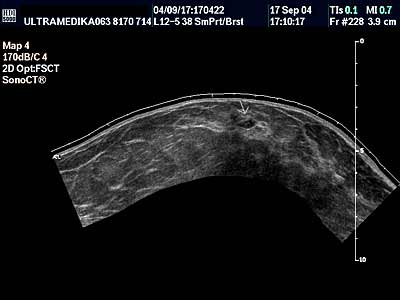 04/09/17:170422 17 Sep 04 TIs 0.1 MI 0.7
ULTRAMEDIKA063 8170 714 L12-5 38 SmPrt/Brst 17:10:17 Fr #228 3.9 cm
Map 4
170dB/C 4
2D Opt:FSCT
SonoCT®
0
5
10